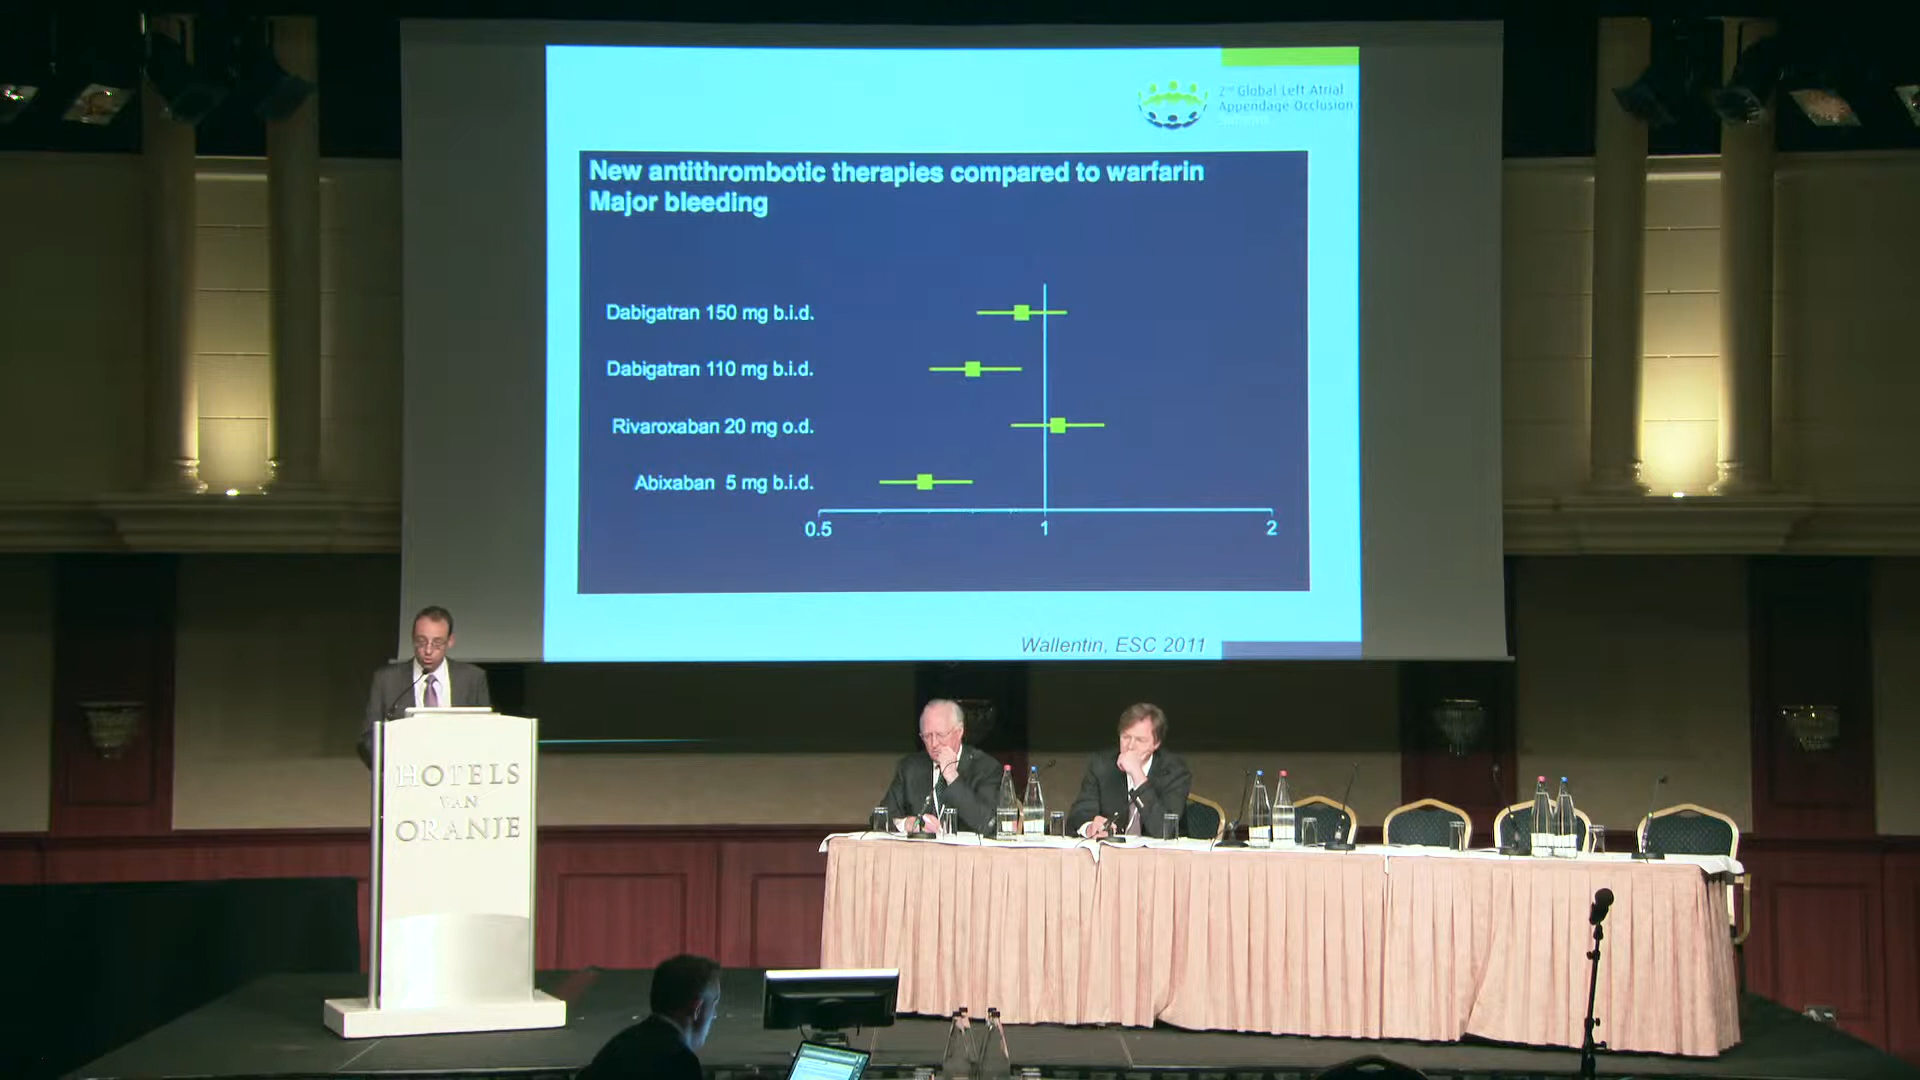 2nd Global Left Atrial
Appendage Occlusion
New antithrombotic therapies compared to warfarin
Major bleeding
Dabigatran 150 mg b.i.d.
Dabigatran 110 mg b.i.d.
Rivaroxaban 20 mg o.d.
Abixaban 5 mg b.i.d.
0.5 1 2
Wallentin, ESC 2011
HOTELS
VAN
ORANJE